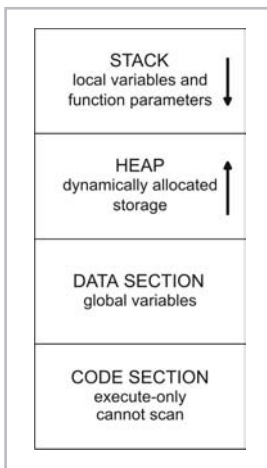 STACK
local variables and
function parameters
HEAP
dynamically allocated
storage
DATA SECTION
global variables
CODE SECTION
execute-only
cannot scan